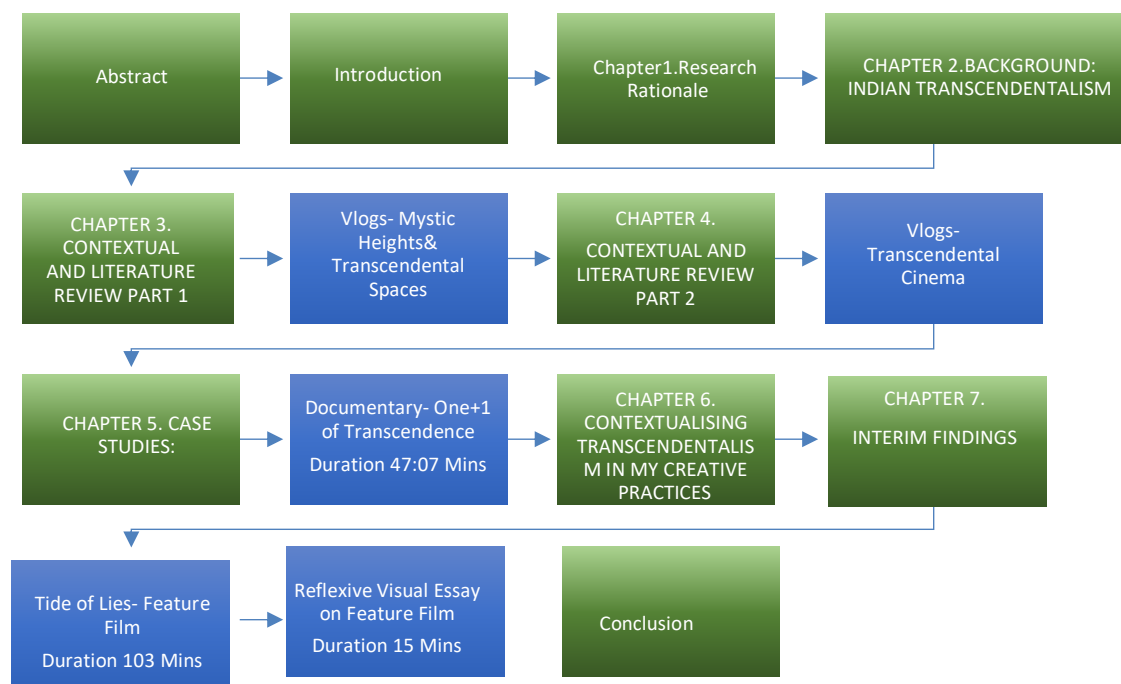 Abstract
Introduction
Chapter1.Research
Rationale
CHAPTER 2.BACKGROUND:
INDIAN TRANSCENDENTALISM
CHAPTER 3.
CONTEXTUAL
AND LITERATURE
REVIEW PART 1
Vlogs- Mystic
Heights&
Transcendental
Spaces
CHAPTER 4.
CONTEXTUAL AND
LITERATURE REVIEW
PART 2
Vlogs-
Transcendental
Cinema
CHAPTER 5. CASE
STUDIES:
Documentary- One+1
of Transcendence
Duration 47:07 Mins
CHAPTER 6.
CONTEXTUALISING
TRANSCENDENTALIS
M IN MY CREATIVE
PRACTICES
CHAPTER 7.
INTERIM FINDINGS
Tide of Lies- Feature
Film
Duration 103 Mins
Reflexive Visual Essay
on Feature Film
Duration 15 Mins
Conclusion